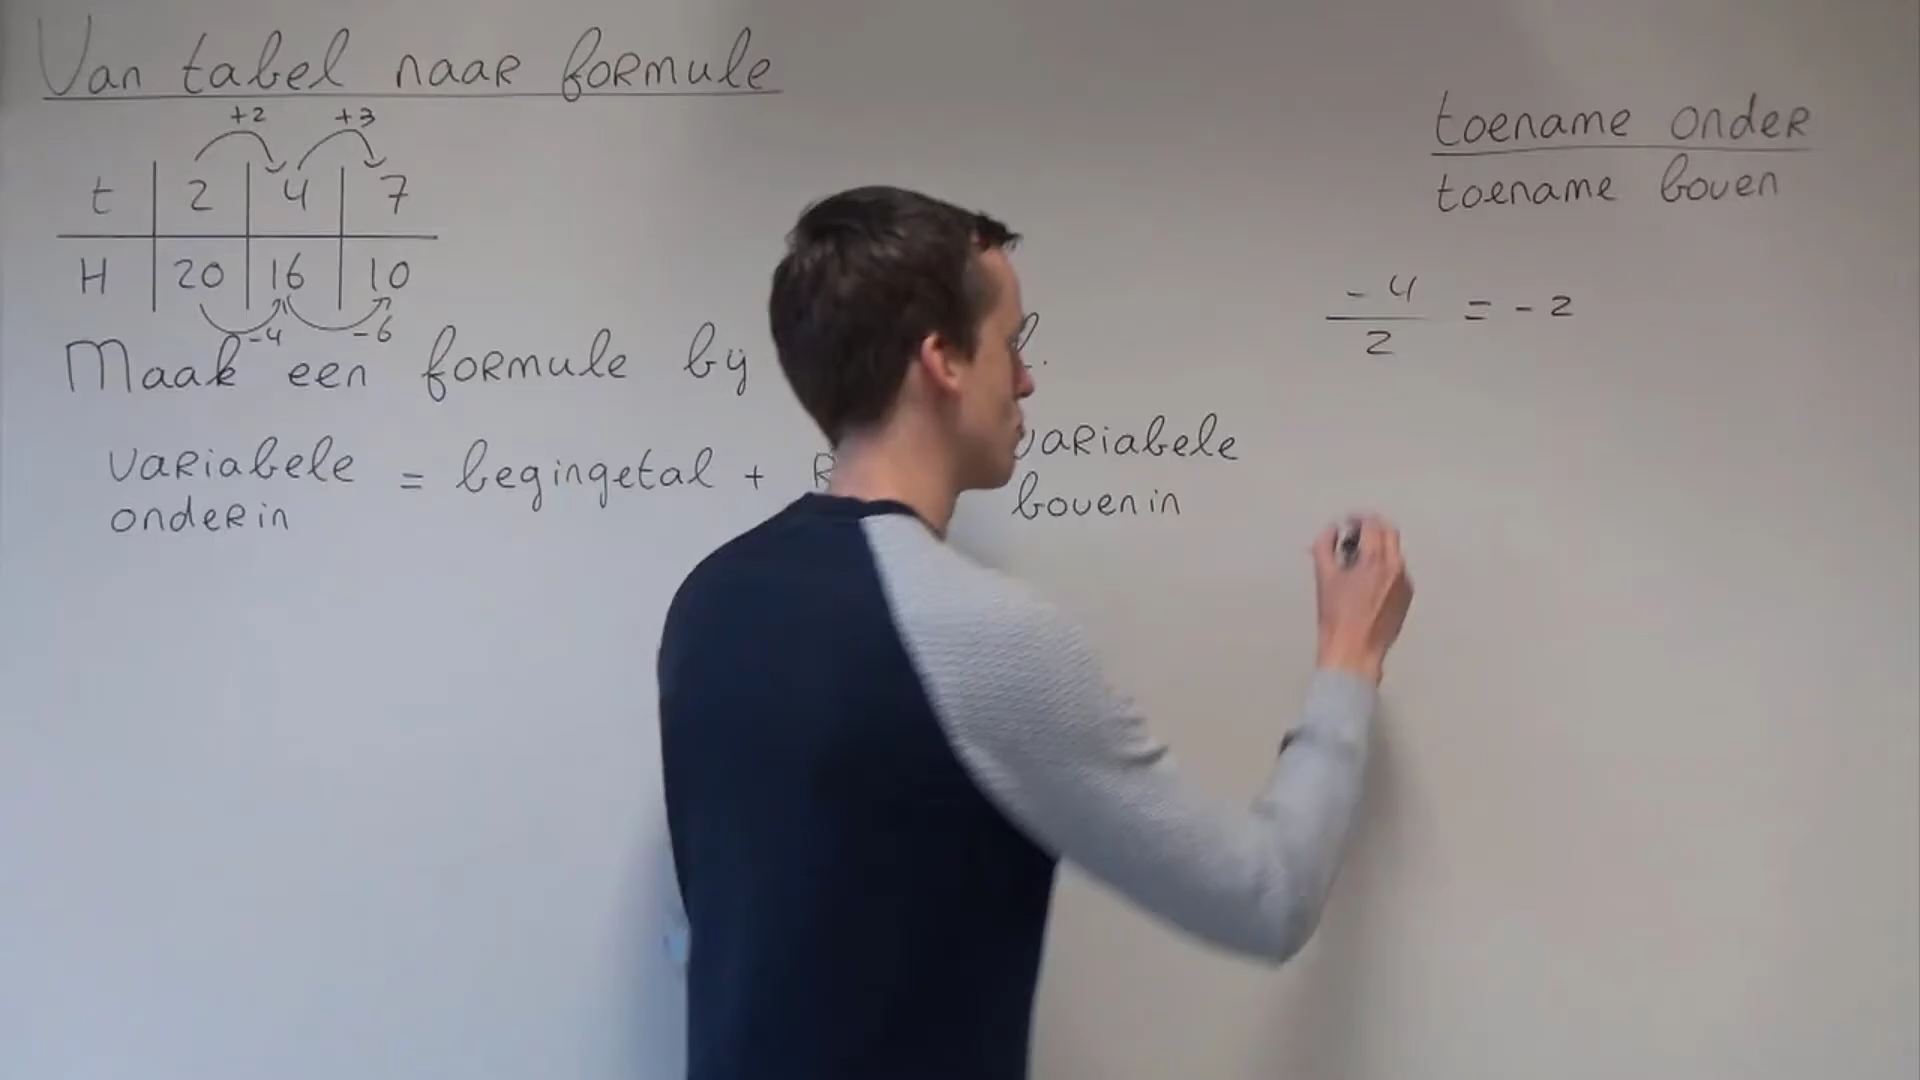 Van tabel naar formule
+2 +3
t 2 4 7
H 20 16 10
-4 -6
Maak een formule bij
variabele onderin = begingetal + variabele bovenin
toename onder
toename boven
-4
2
= -2